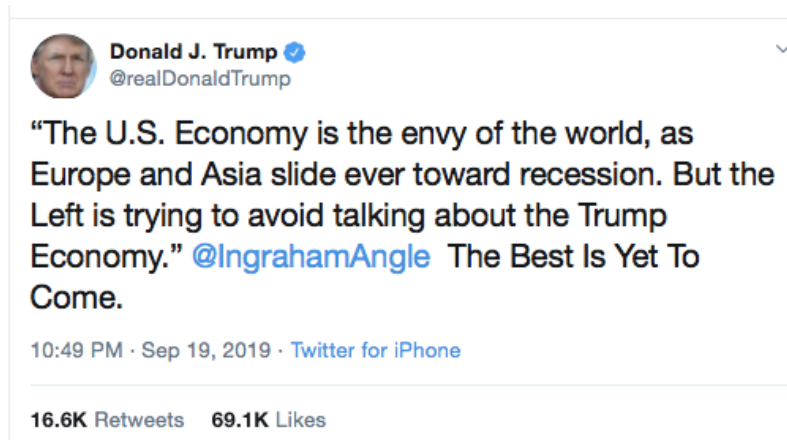 Donald J. Trump
@realDonaldTrump
“The U.S. Economy is the envy of the world, as
Europe and Asia slide ever toward recession. But the
Left is trying to avoid talking about the Trump
Economy.” @IngrahamAngle The Best Is Yet To
Come.
10:49 PM · Sep 19, 2019 · Twitter for iPhone
16.6K Retweets 69.1K Likes